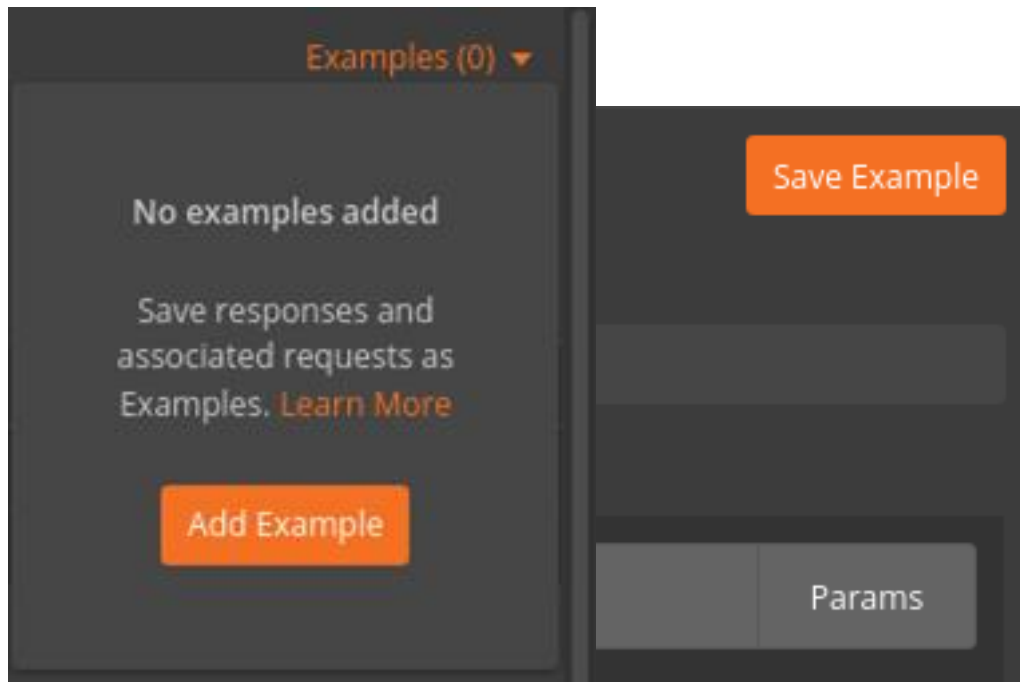 Examples (0)
No examples added
Save responses and
associated requests as
Examples. Learn More
Add Example
Save Example
Params